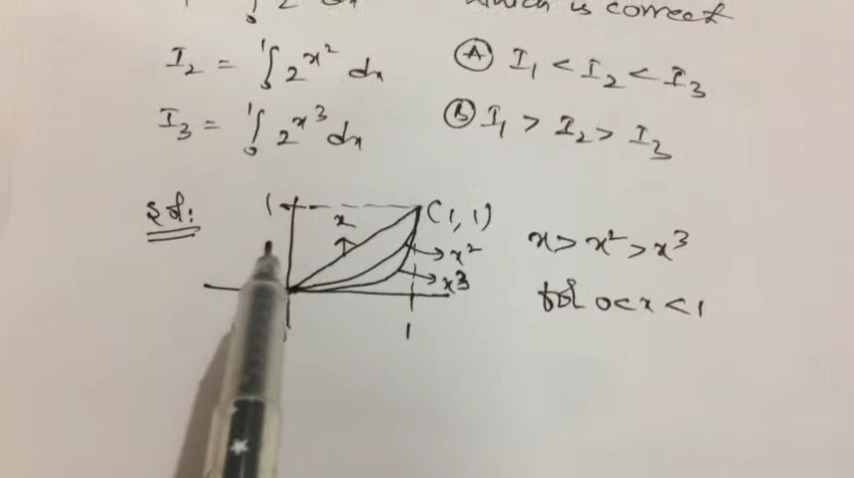 which is correct
I₂ = ∫₀¹ 2^(x²) dx Ⓐ I₁ < I₂ < I₃
I₃ = ∫₀¹ 2^(x³) dx Ⓑ I₁ > I₂ > I₃
Sol:
1 (1, 1)
x
x²
x³
1
x > x² > x³
for 0 < x < 1